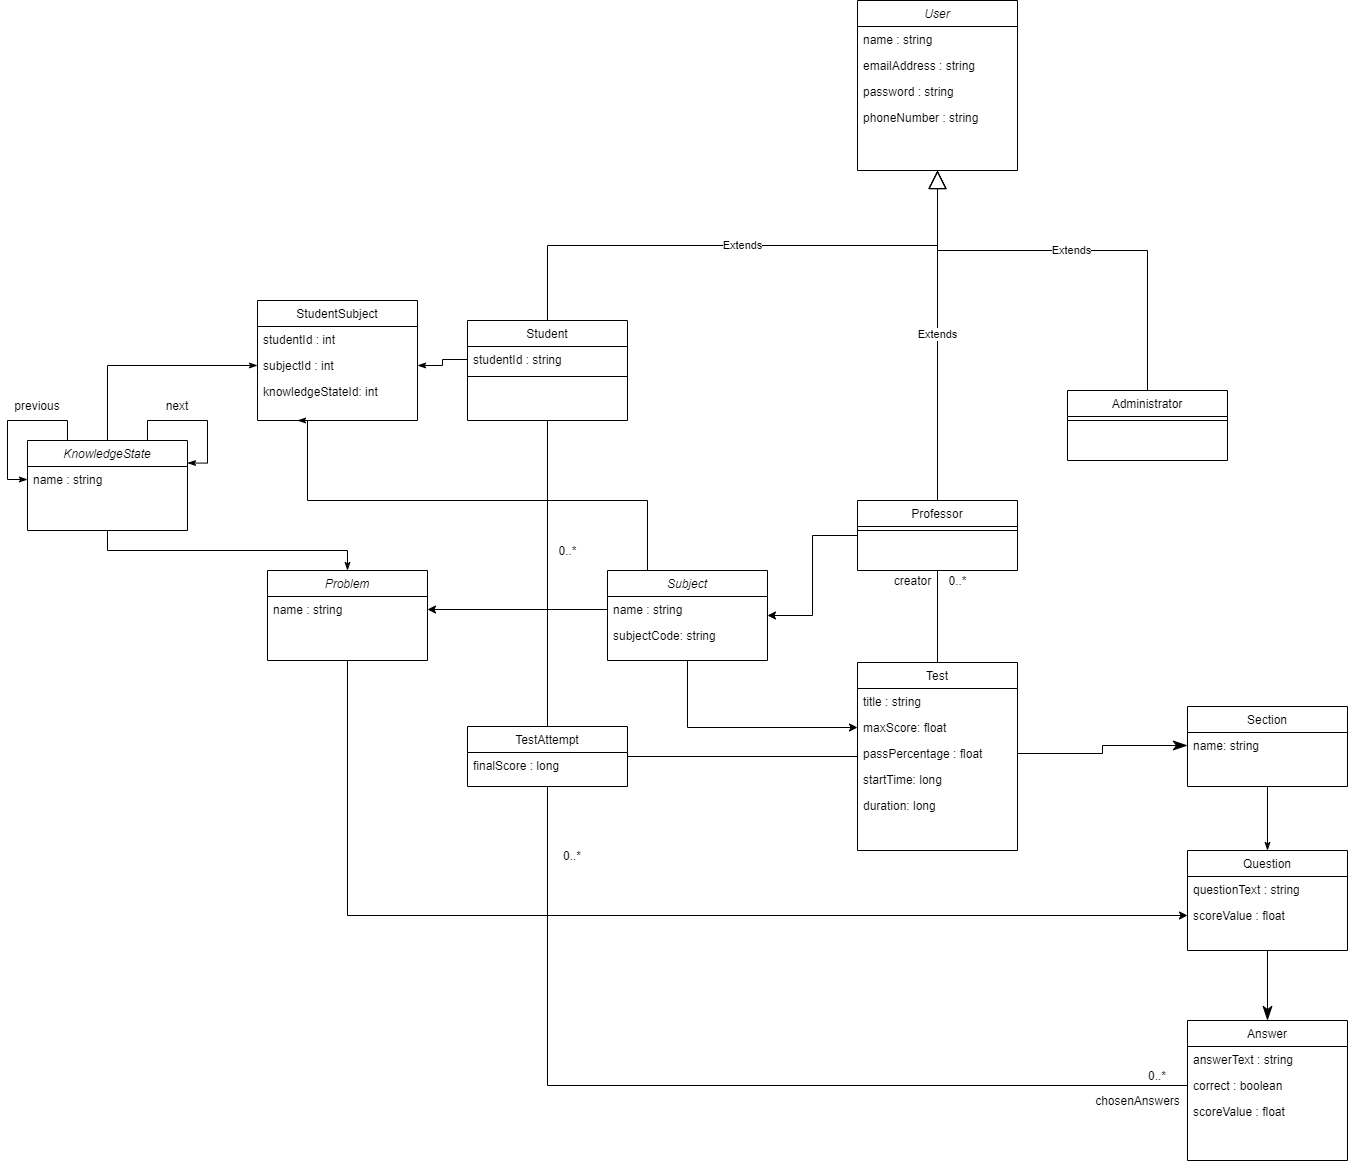 User
name : string
emailAddress : string
password : string
phoneNumber : string
Extends
Extends
Extends
StudentSubject
studentId : int
subjectId : int
knowledgeStateId: int
Student
studentId : string
Administrator
previous
next
KnowledgeState
name : string
Professor
creator
0..*
0..*
Problem
name : string
Subject
name : string
subjectCode: string
Test
title : string
maxScore: float
passPercentage : float
startTime: long
duration: long
Section
name: string
TestAttempt
finalScore : long
0..*
Question
questionText : string
scoreValue : float
Answer
answerText : string
correct : boolean
scoreValue : float
0..*
chosenAnswers